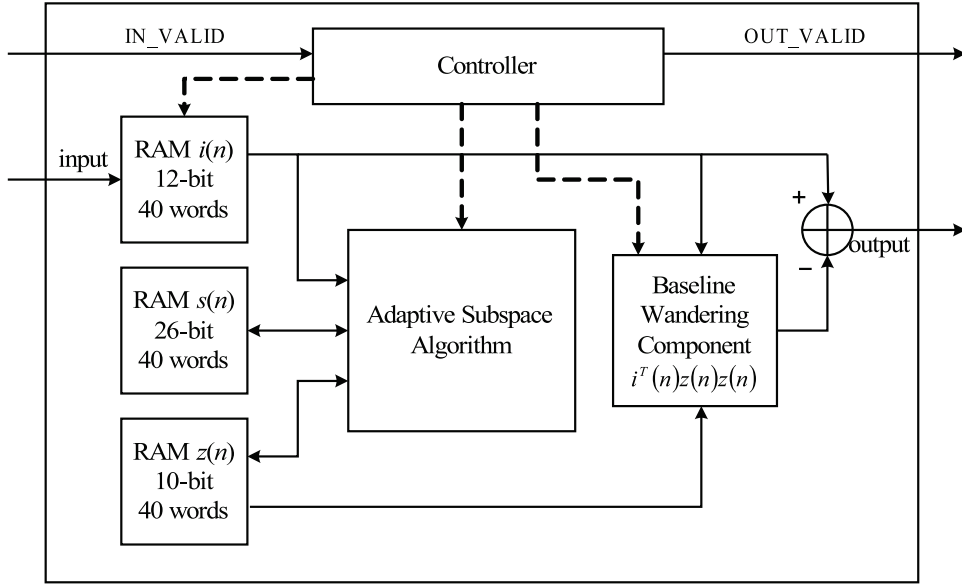 IN_VALID
OUT_VALID
Controller
input
RAM i(n)
12-bit
40 words
+
−
output
RAM s(n)
26-bit
40 words
Adaptive Subspace
Algorithm
Baseline
Wandering
Component
i^T(n)z(n)z(n)
RAM z(n)
10-bit
40 words